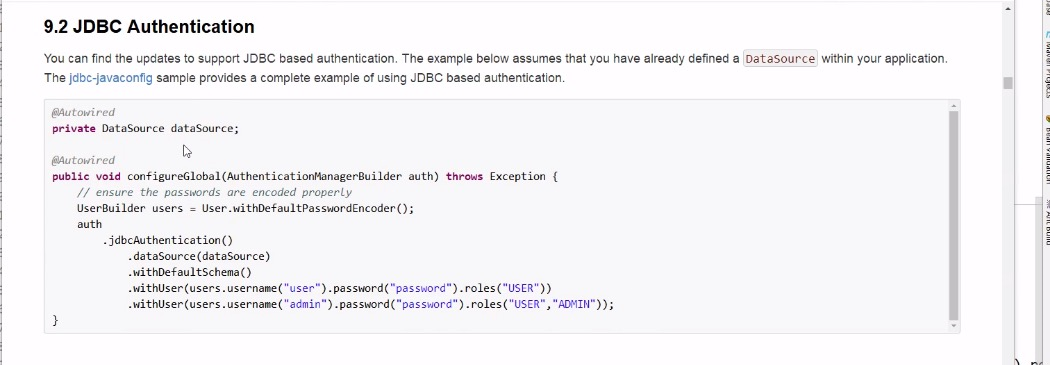 9.2 JDBC Authentication
You can find the updates to support JDBC based authentication. The example below assumes that you have already defined a DataSource within your application.
The jdbc-javaconfig sample provides a complete example of using JDBC based authentication.
@Autowired
private DataSource dataSource;
@Autowired
public void configureGlobal(AuthenticationManagerBuilder auth) throws Exception {
// ensure the passwords are encoded properly
UserBuilder users = User.withDefaultPasswordEncoder();
auth
.jdbcAuthentication()
.dataSource(dataSource)
.withDefaultSchema()
.withUser(users.username("user").password("password").roles("USER"))
.withUser(users.username("admin").password("password").roles("USER","ADMIN"));
}